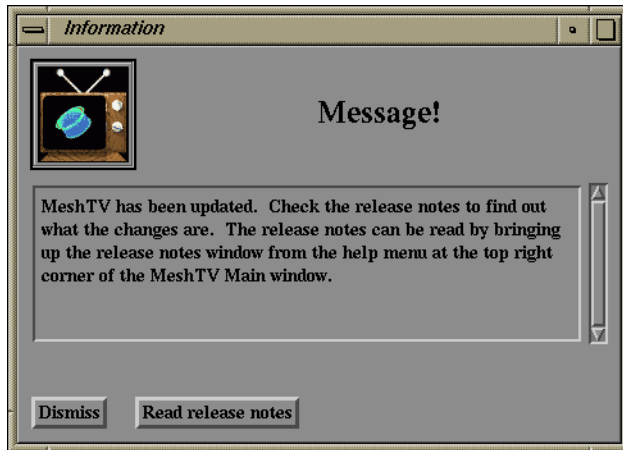 Information
Message!
MeshTV has been updated.  Check the release notes to find out
what the changes are.  The release notes can be read by bringing
up the release notes window from the help menu at the top right
corner of the MeshTV Main window.
Dismiss
Read release notes